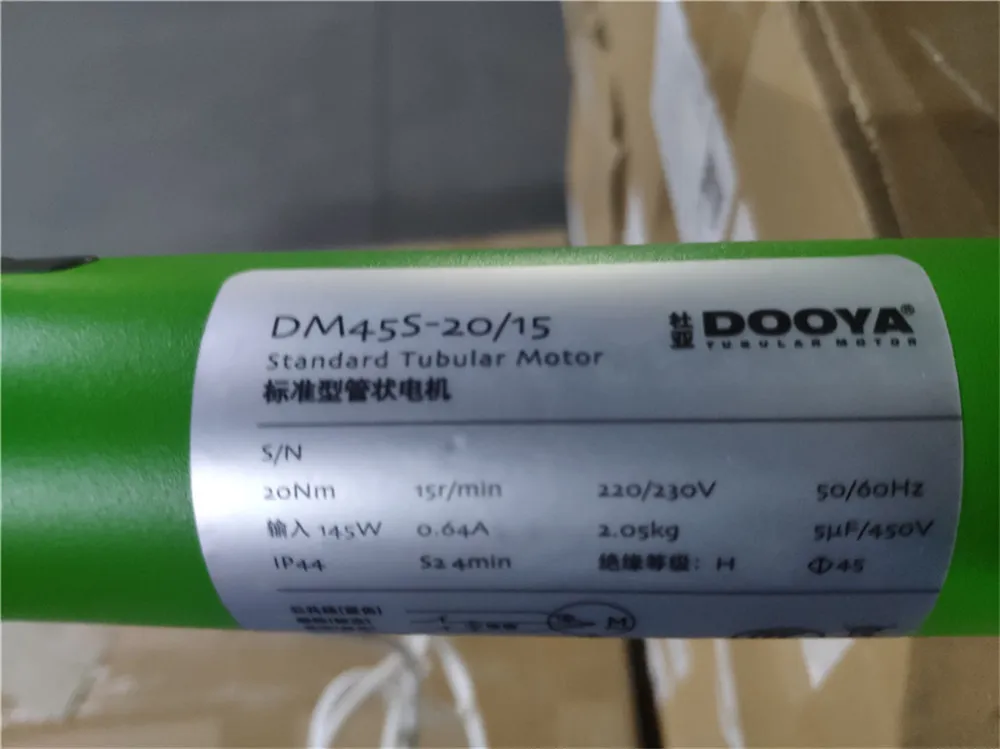 DM45S-20/15
Standard Tubular Motor
标准型管状电机
杜亚 DOOYA®
TUBULAR MOTOR
S/N
20Nm 15r/min 220/230V 50/60Hz
输入 145W 0.64A 2.05kg 5μF/450V
IP44 S2 4min 绝缘等级: H Φ45
M